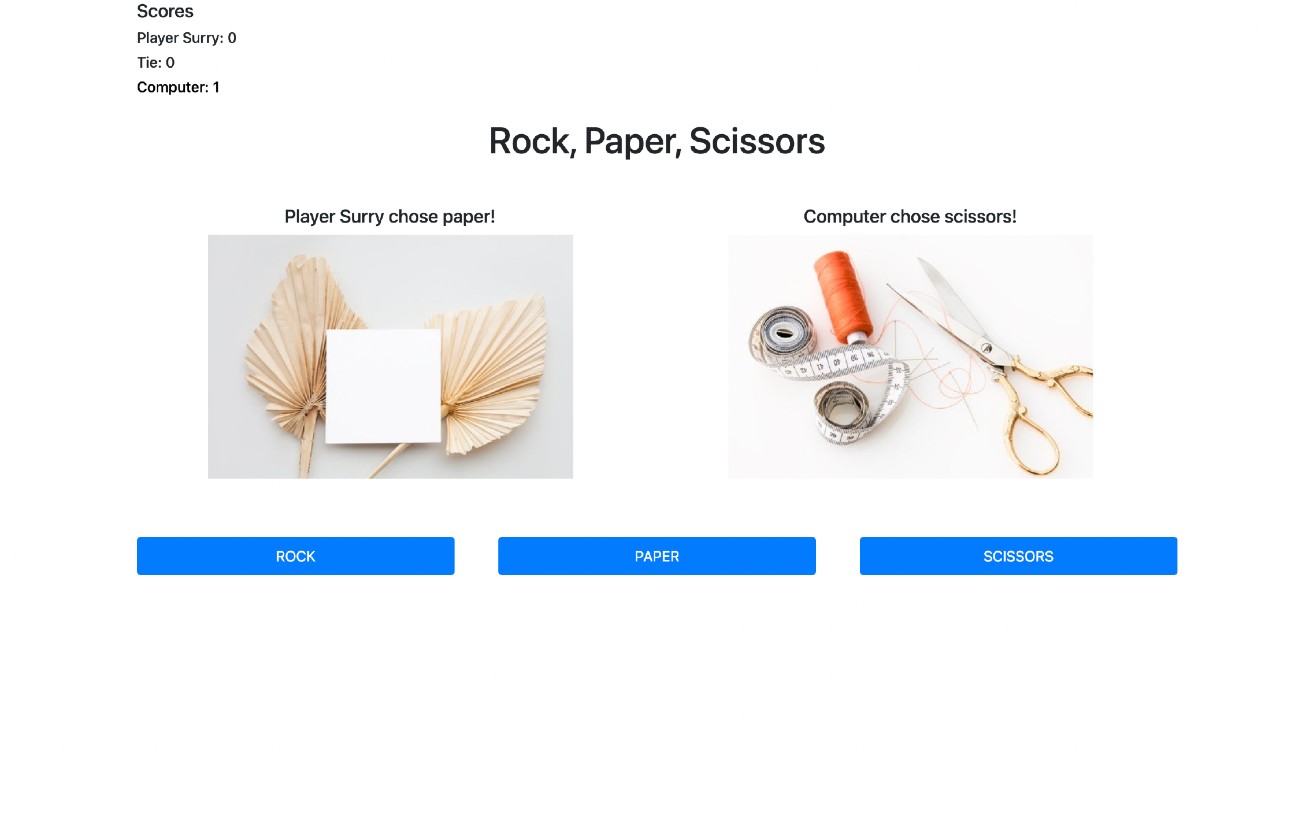 Scores
Player Surry: 0
Tie: 0
Computer: 1
Rock, Paper, Scissors
Player Surry chose paper!
Computer chose scissors!
ROCK
PAPER
SCISSORS